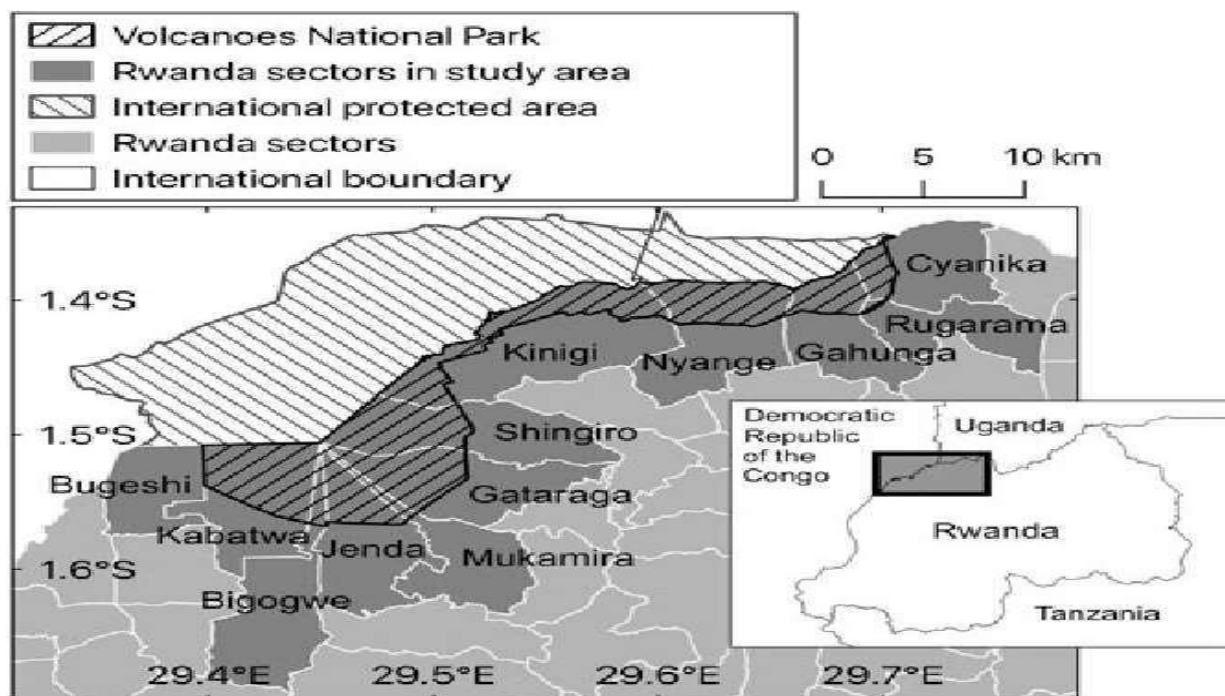 Volcanoes National Park
Rwanda sectors in study area
International protected area
Rwanda sectors
International boundary
0 5 10 km
Cyanika
1.4°S
Rugarama
Kinigi
Nyange
Gahunga
1.5°S
Shingiro
Bugeshi
Gataraga
Kabatwa
Jenda
Mukamira
1.6°S
Bigogwe
29.4°E 29.5°E 29.6°E 29.7°E
Democratic
Republic
of the
Congo
Uganda
Rwanda
Tanzania